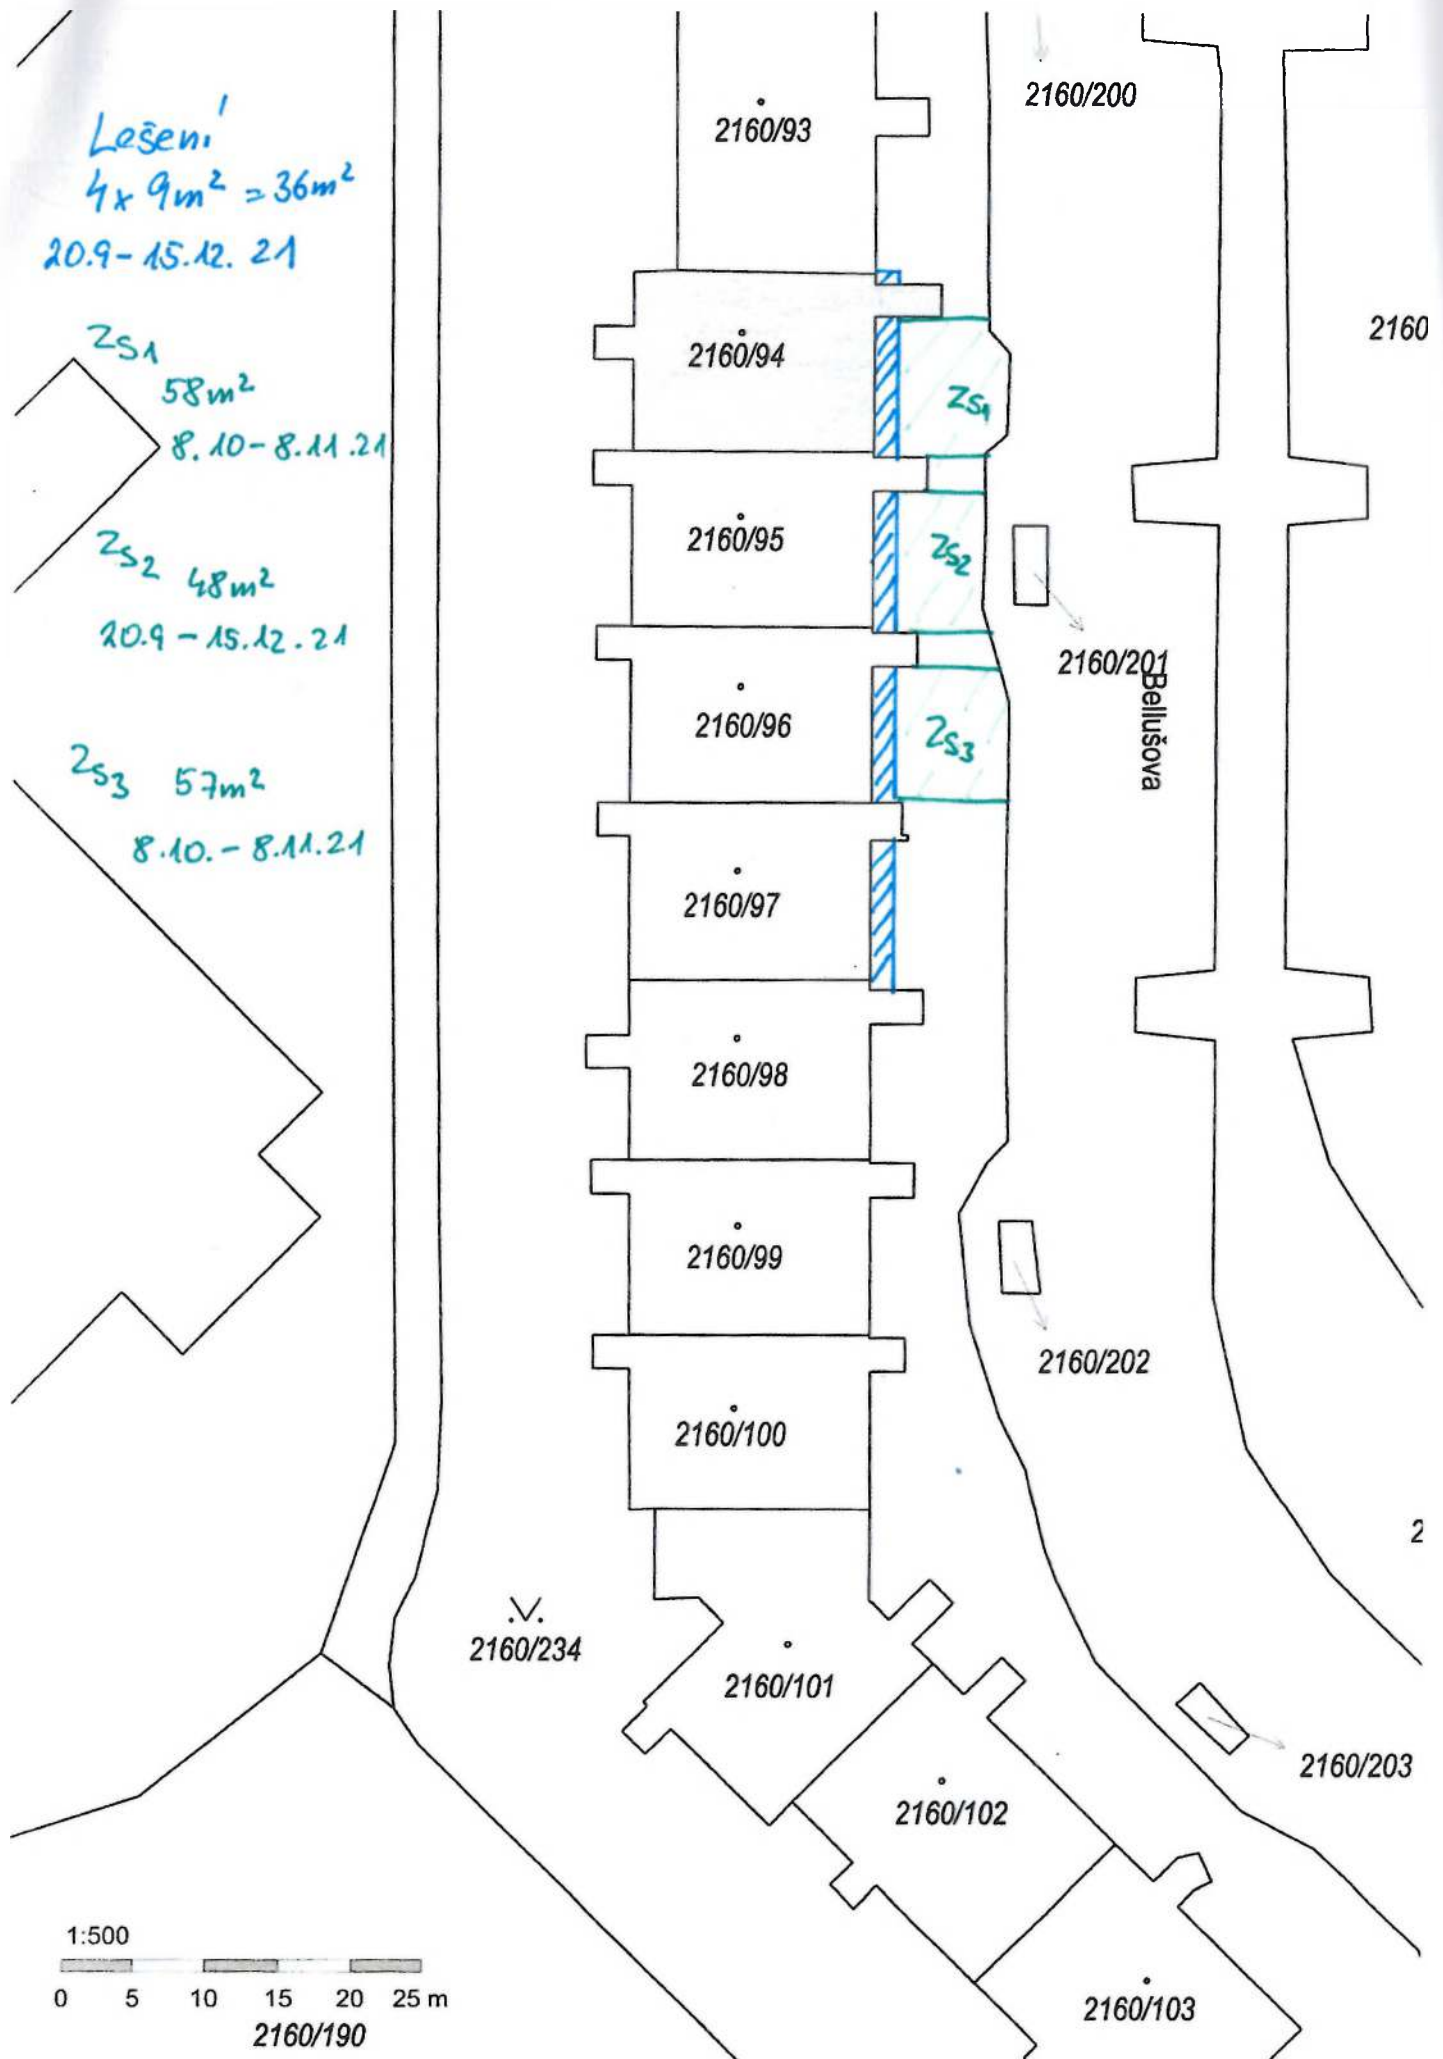 Lešení
4x 9m² = 36m²
20.9 - 15.12. 21
ZS1
58m²
8.10 - 8.11.21
ZS2 48m²
20.9 - 15.12.21
ZS3 57m²
8.10. - 8.11.21
2160/93
2160/200
2160/94
ZS1
2160
2160/95
ZS2
2160/201
Bellušova
2160/96
ZS3
2160/97
2160/98
2160/99
2160/202
2160/100
2
2160/234
2160/101
2160/203
2160/102
2160/103
1:500
0 5 10 15 20 25 m
2160/190